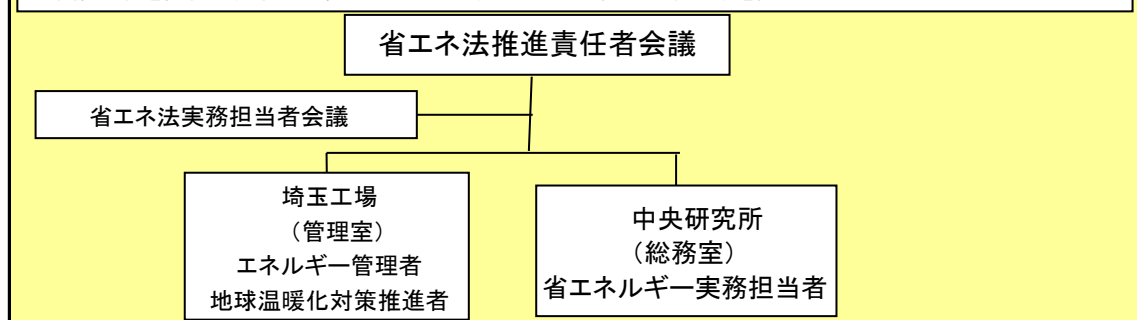 省エネ法推進責任者会議
省エネ法実務担当者会議
埼玉工場
（管理室）
エネルギー管理者
地球温暖化対策推進者
中央研究所
（総務室）
省エネルギー実務担当者